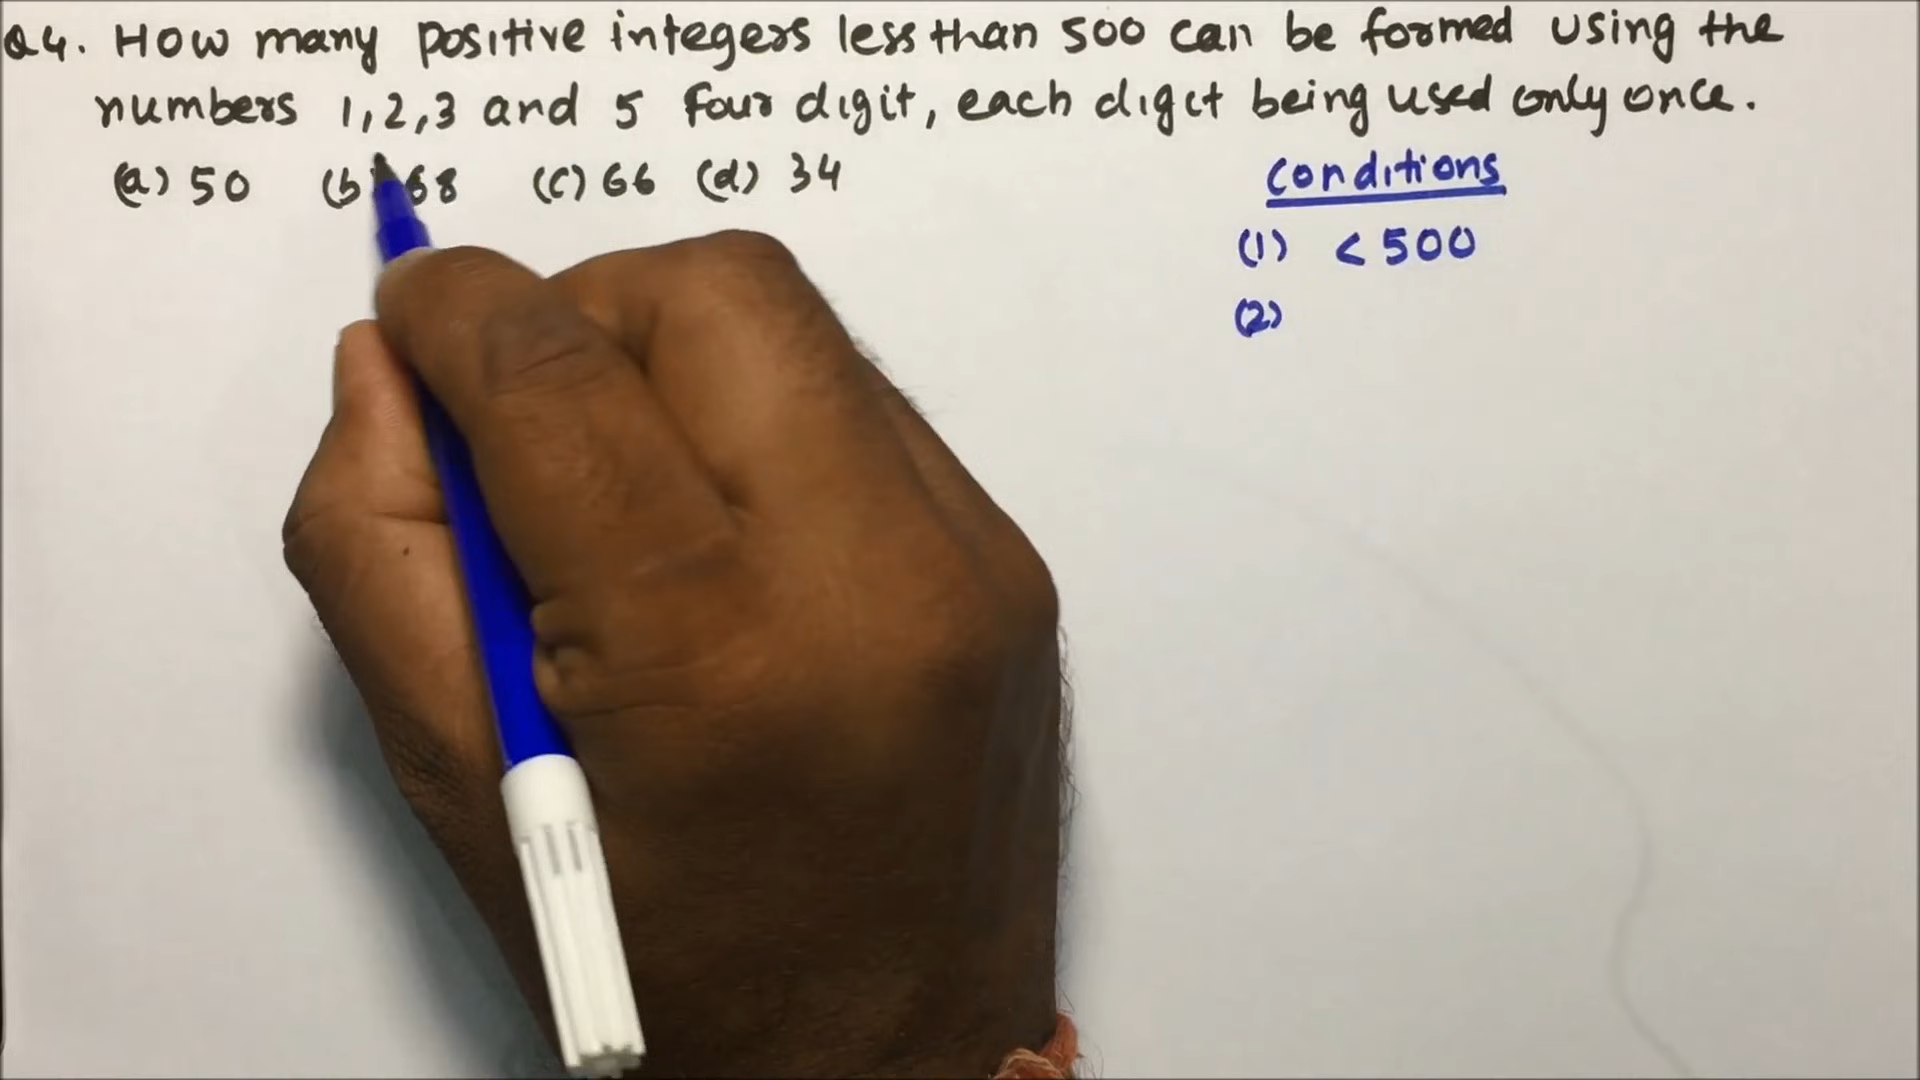 Q4. How many positive integers less than 500 can be formed using the
numbers 1,2,3 and 5 four digit, each digit being used only once.
(a) 50 (b) 68 (c) 66 (d) 34
conditions
(1) < 500
(2)